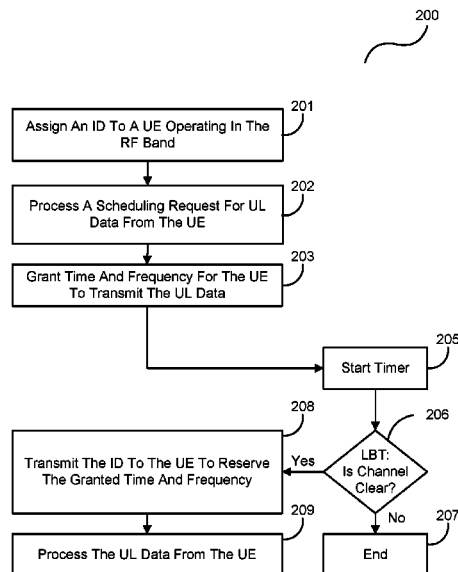 200
201
Assign An ID To A UE Operating In The
RF Band
202
Process A Scheduling Request For UL
Data From The UE
203
Grant Time And Frequency For The UE
To Transmit The UL Data
205
Start Timer
206
LBT:
Is Channel
Clear?
Yes
No
208
Transmit The ID To The UE To Reserve
The Granted Time And Frequency
209
Process The UL Data From The UE
207
End